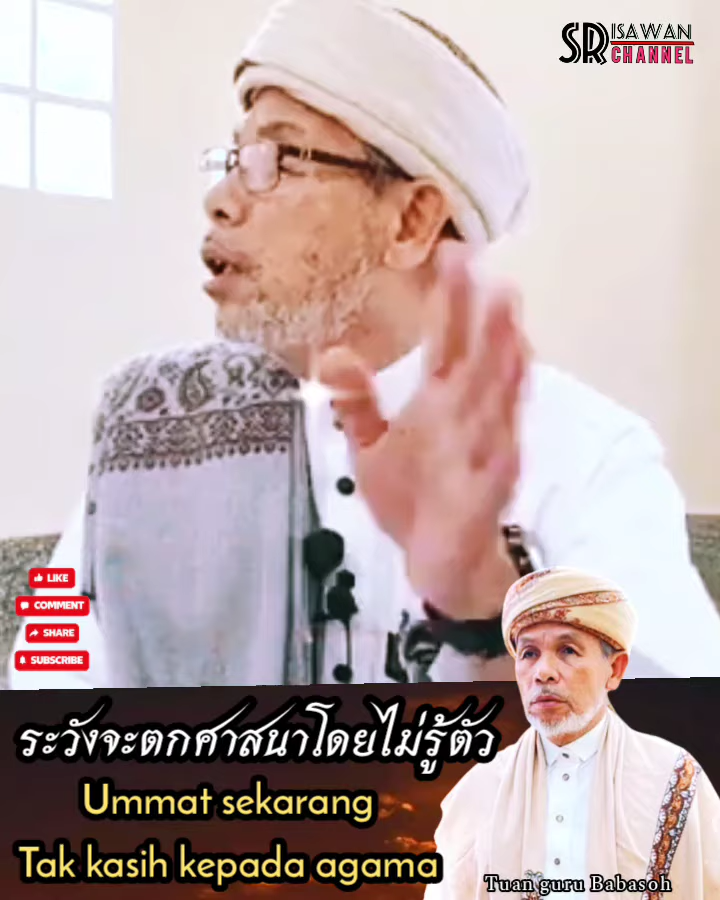 SR ISAWAN
CHANNEL
LIKE
COMMENT
SHARE
SUBSCRIBE
ระวังจะตกศาสนาโดยไม่รู้ตัว
Ummat sekarang
Tak kasih kepada agama
Tuan guru Babasoh